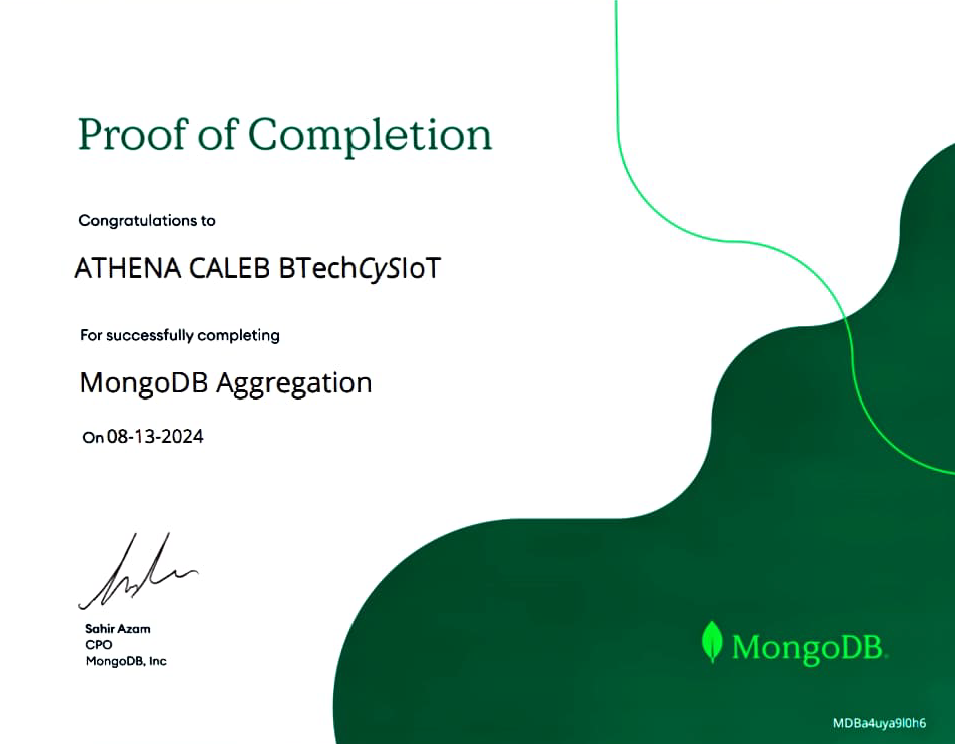 Proof of Completion
Congratulations to
ATHENA CALEB BTechCySIoT
For successfully completing
MongoDB Aggregation
On 08-13-2024
Sahir Azam
CPO
MongoDB, Inc
MongoDB.
MDBa4uya9l0h6